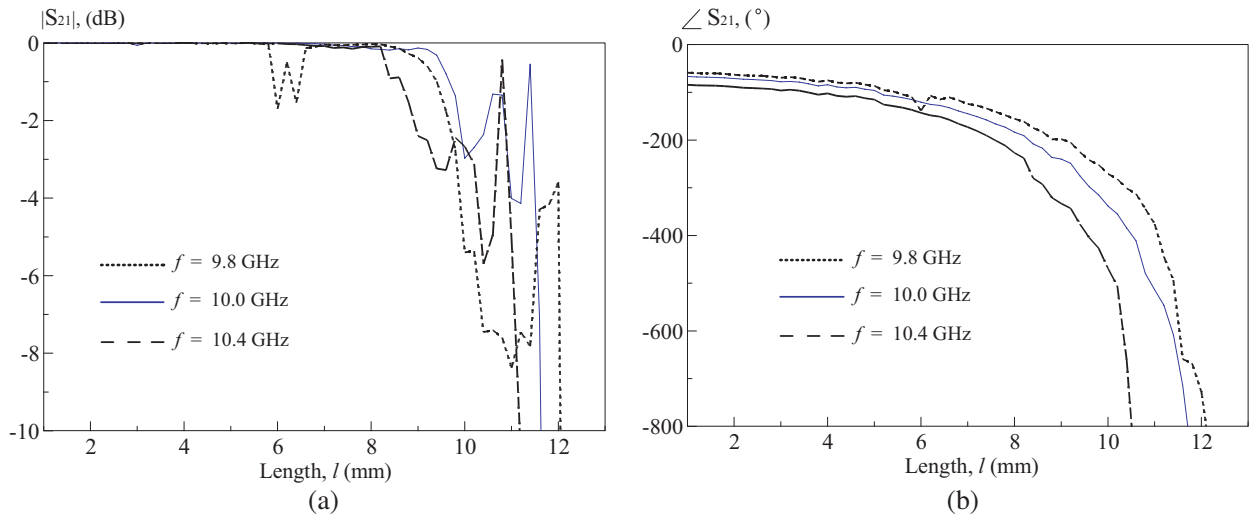 |S21|, (dB)
0
-2
-4
-6
-8
-10
f = 9.8 GHz
f = 10.0 GHz
f = 10.4 GHz
2 4 6 8 10 12
Length, l (mm)
(a)
∠ S21, (°)
0
-200
-400
-600
-800
f = 9.8 GHz
f = 10.0 GHz
f = 10.4 GHz
2 4 6 8 10 12
Length, l (mm)
(b)